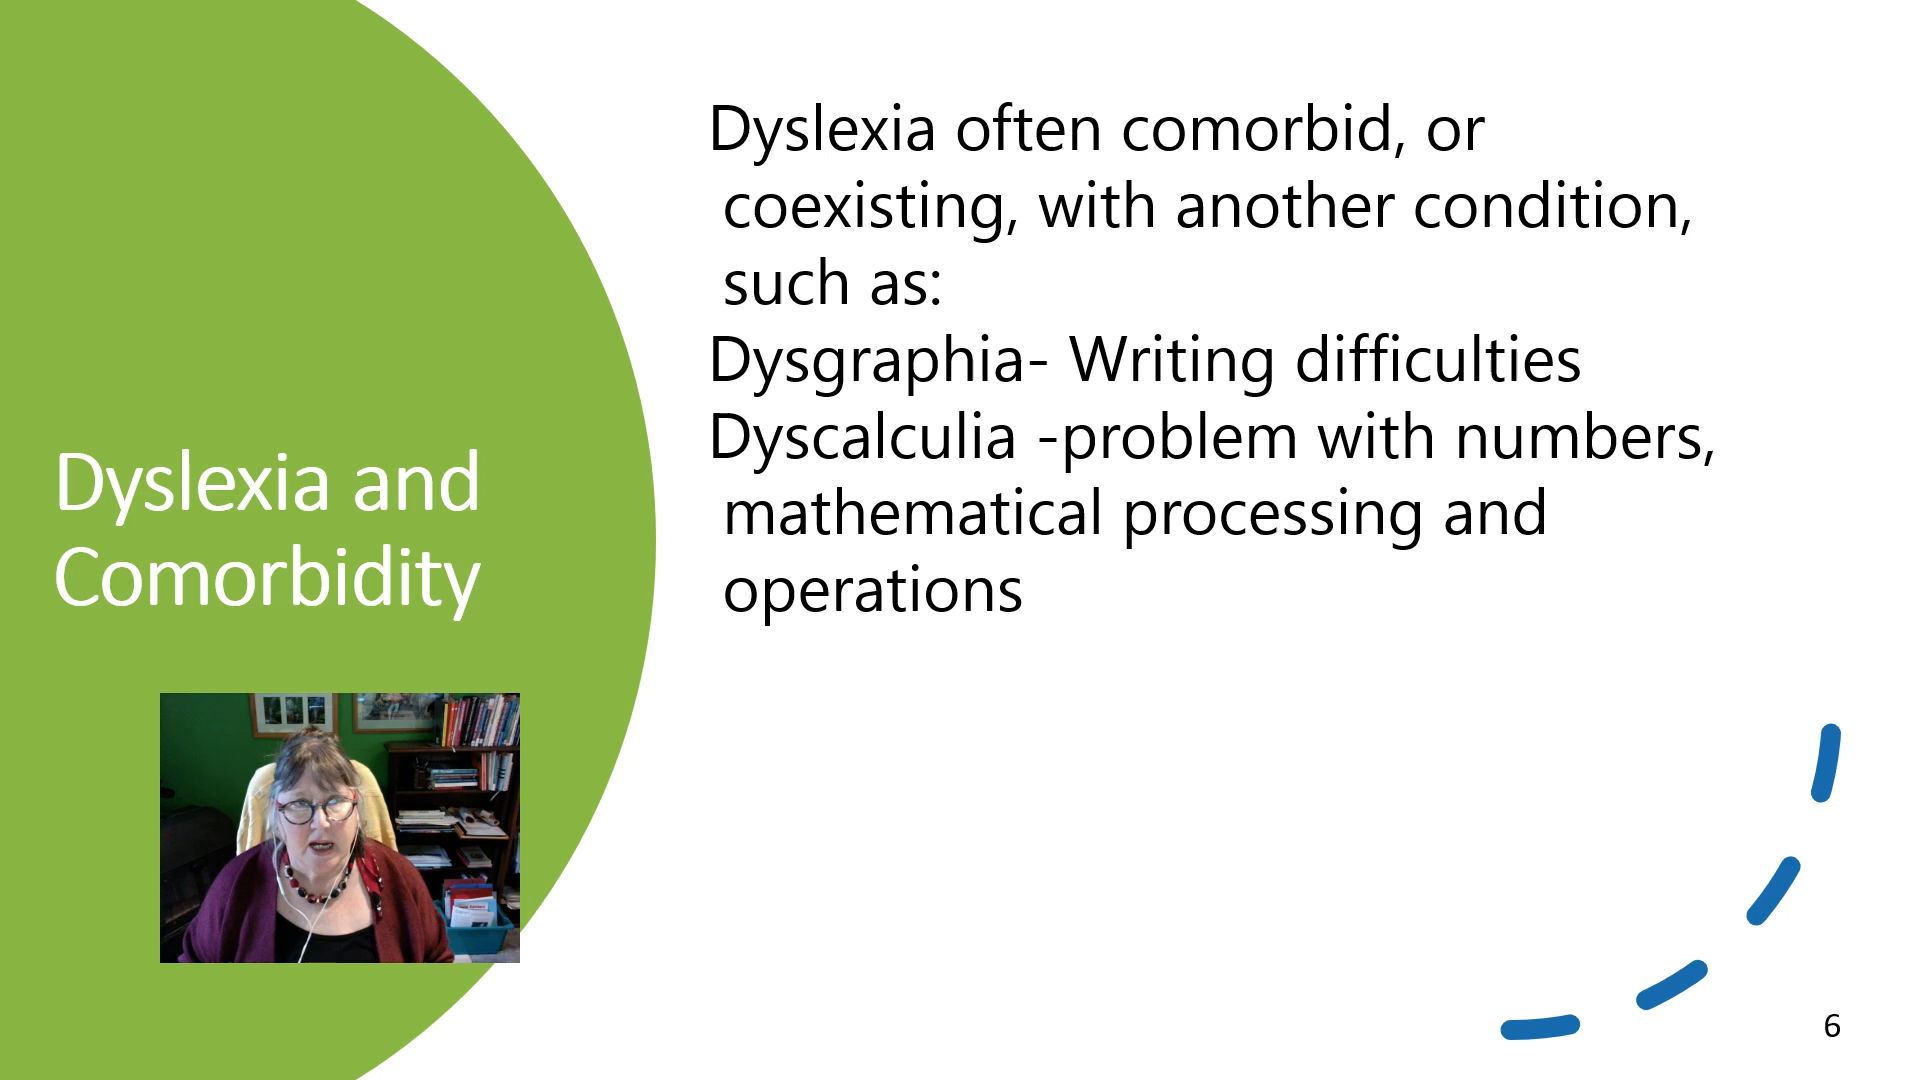 Dyslexia and
Comorbidity
Dyslexia often comorbid, or
coexisting, with another condition,
such as:
Dysgraphia- Writing difficulties
Dyscalculia -problem with numbers,
mathematical processing and
operations
6